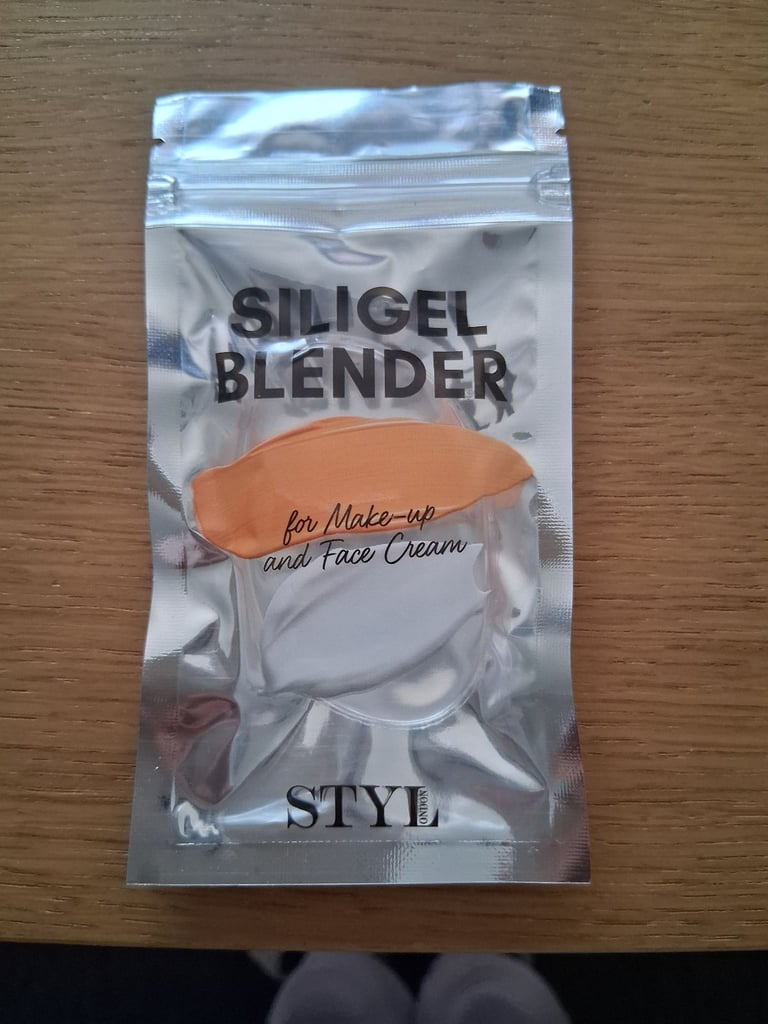 SILIGEL
BLENDER
for Make-up
and Face Cream
STYL
LONDON